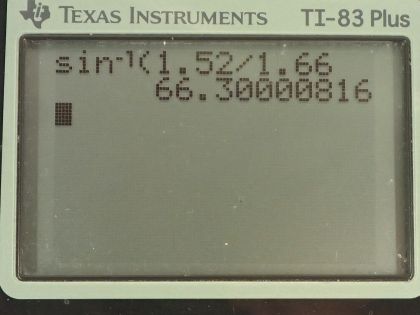 TEXAS INSTRUMENTS TI-83 Plus
sin⁻¹(1.52/1.66
66.30000816